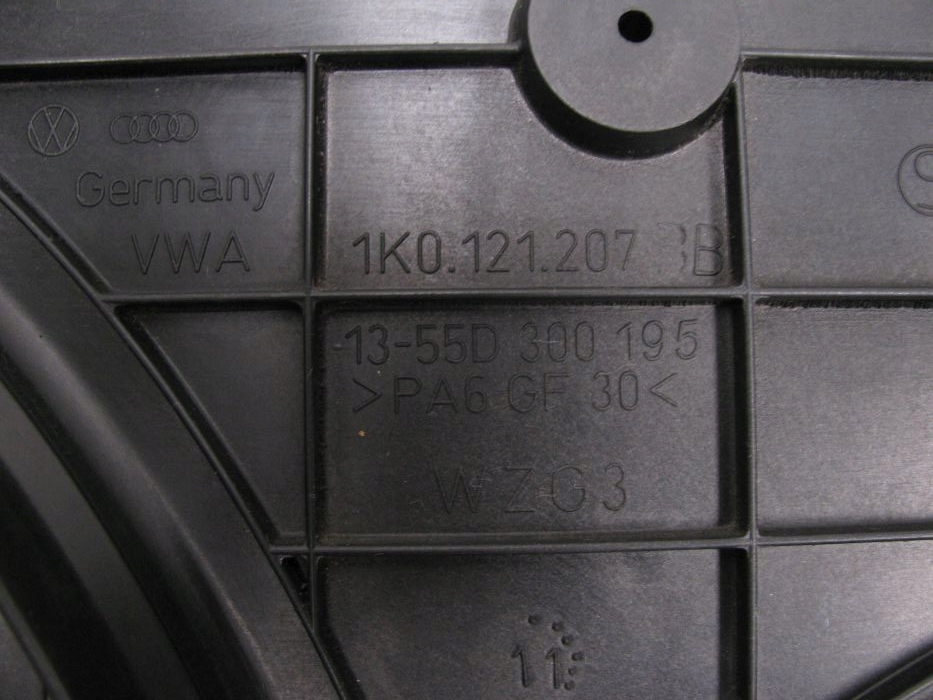 Germany
VWA
1K0.121.207 BB
13-55D 300 195
>PA6 GF 30<
WZG3
11